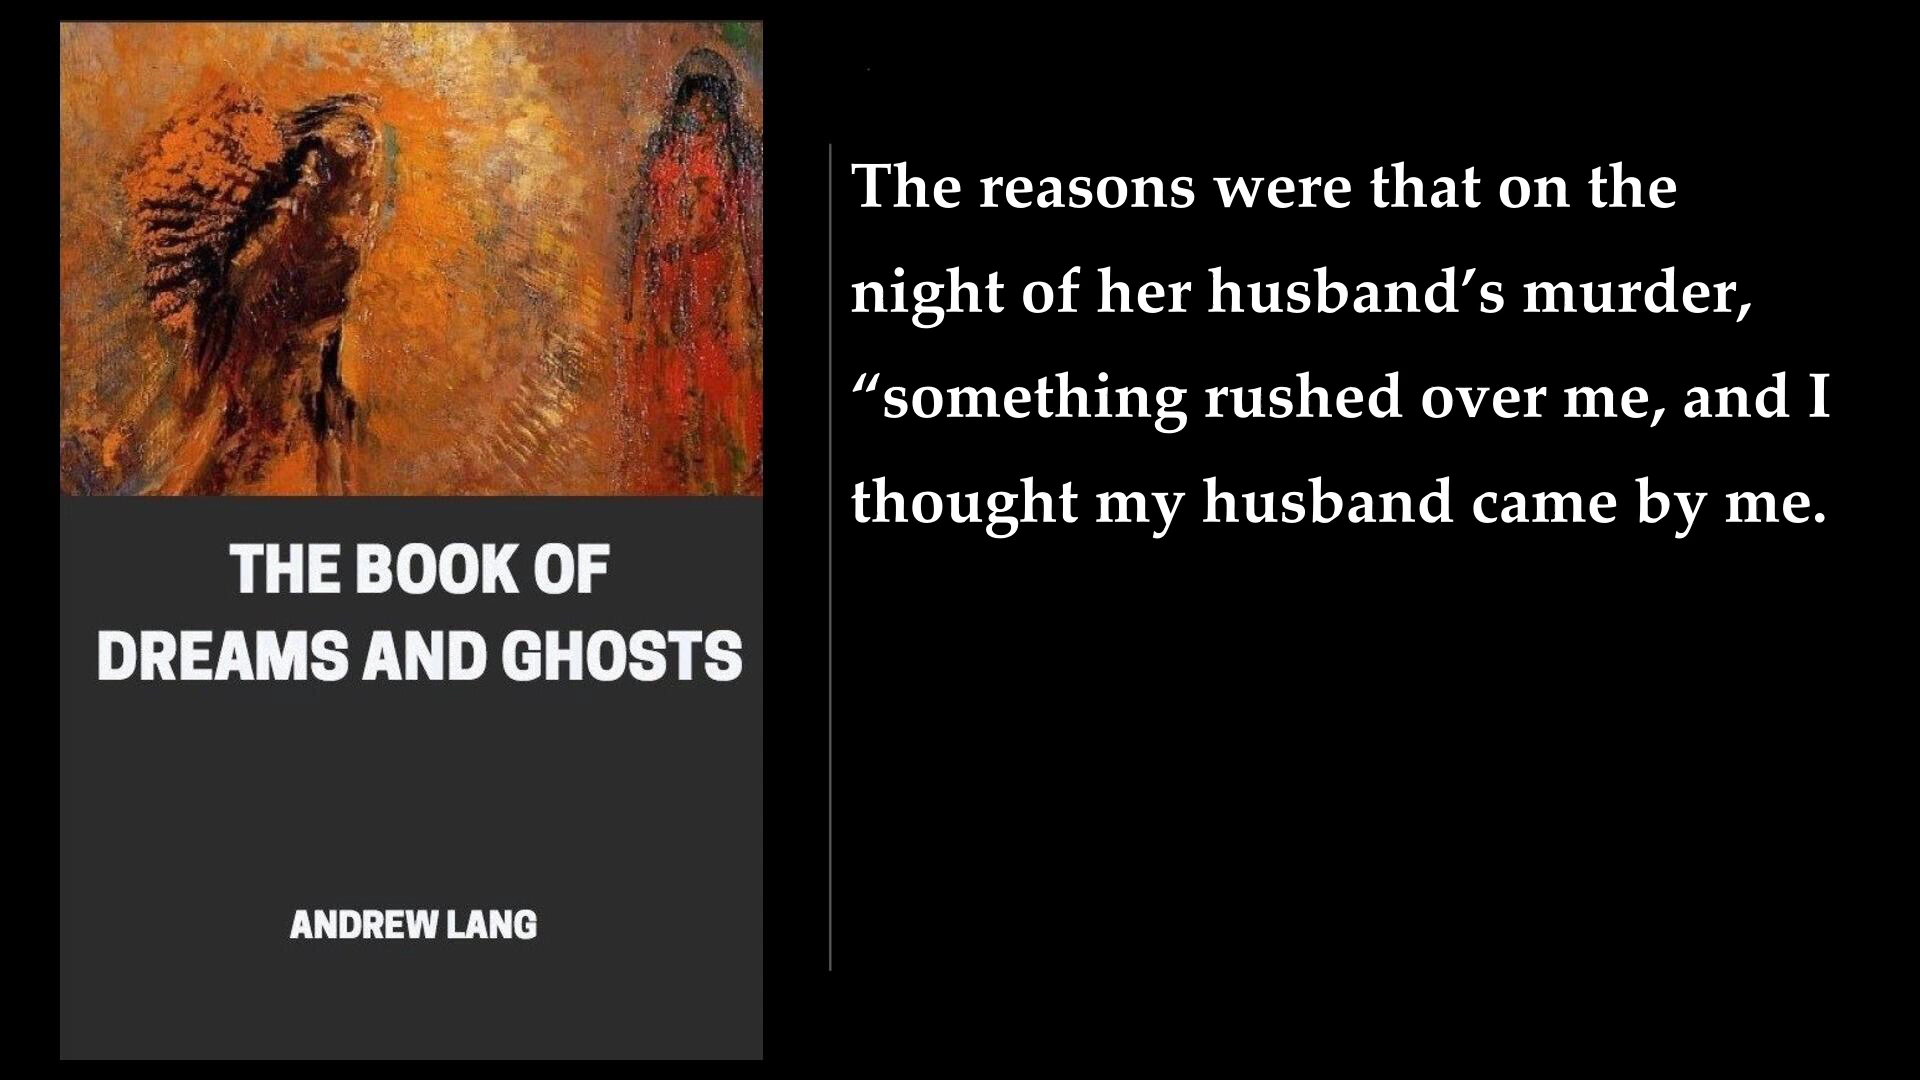 THE BOOK OF
DREAMS AND GHOSTS
ANDREW LANG
The reasons were that on the
night of her husband’s murder,
“something rushed over me, and I
thought my husband came by me.